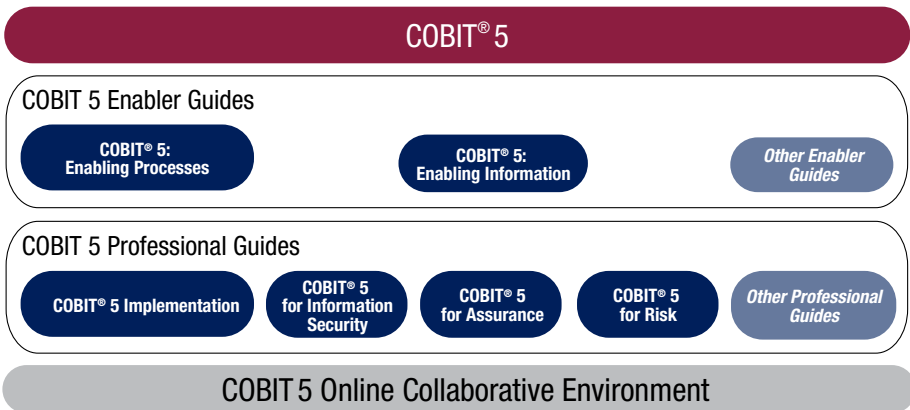 COBIT® 5
COBIT 5 Enabler Guides
COBIT® 5:
Enabling Processes
COBIT® 5:
Enabling Information
Other Enabler
Guides
COBIT 5 Professional Guides
COBIT® 5 Implementation
COBIT® 5
for Information
Security
COBIT® 5
for Assurance
COBIT® 5
for Risk
Other Professional
Guides
COBIT 5 Online Collaborative Environment